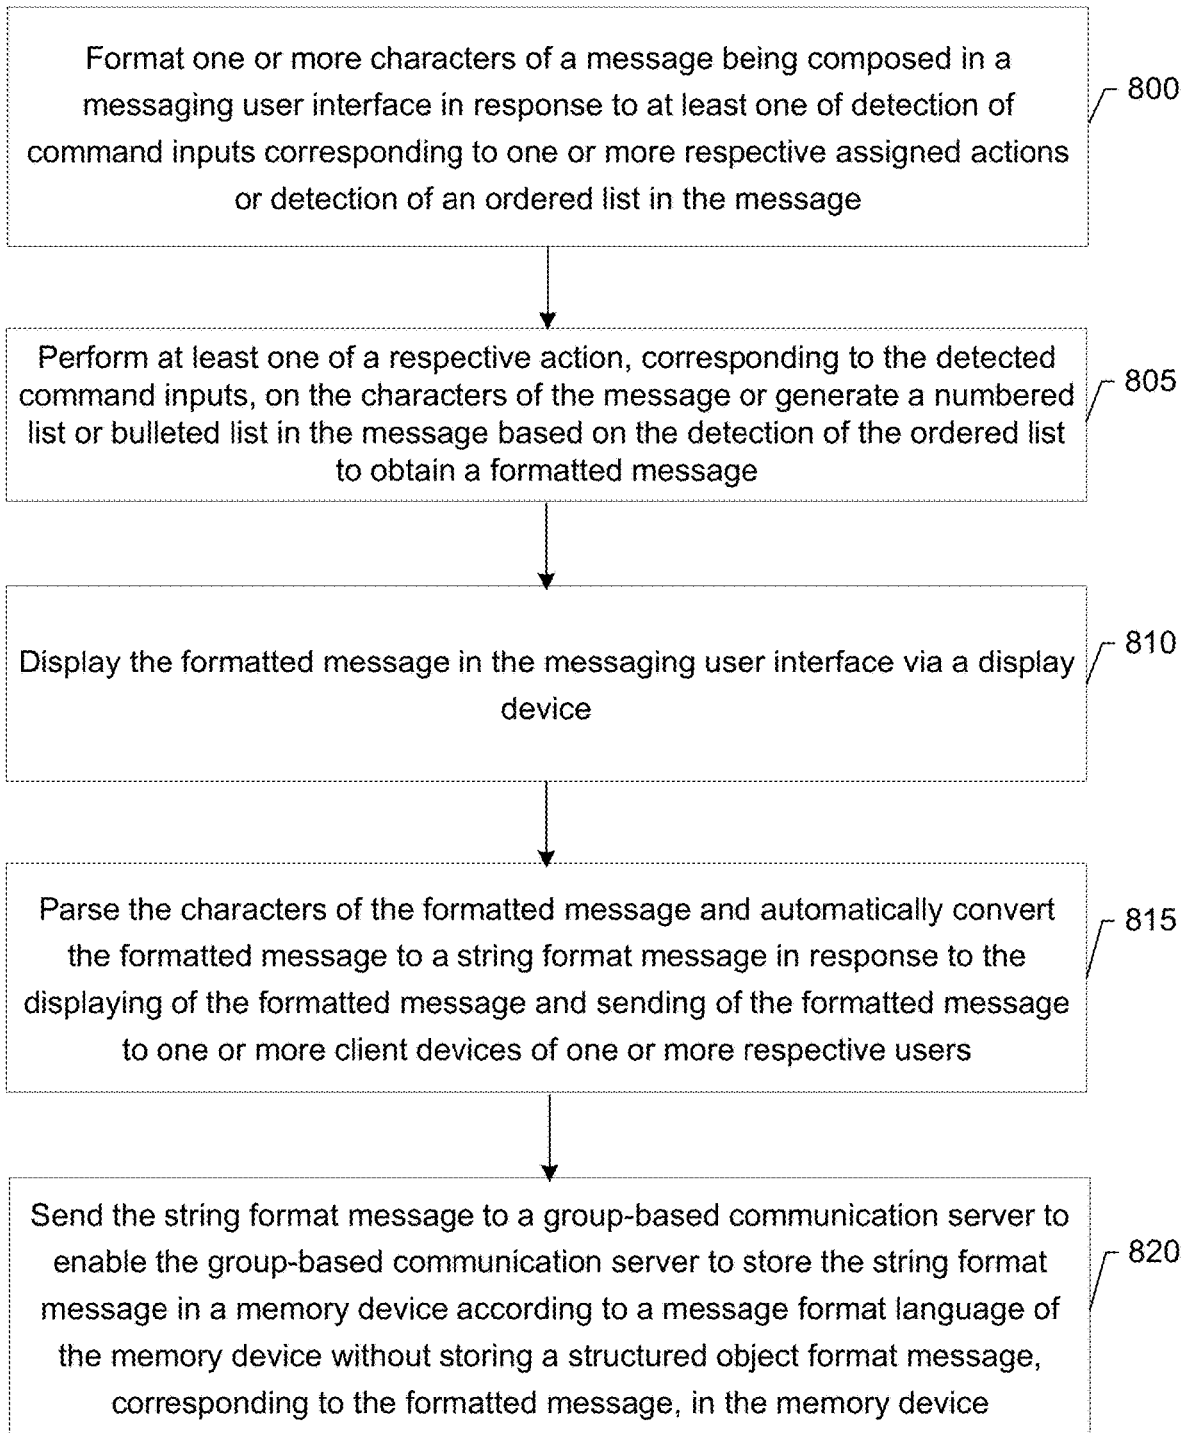 Format one or more characters of a message being composed in a
messaging user interface in response to at least one of detection of
command inputs corresponding to one or more respective assigned actions
or detection of an ordered list in the message
800
Perform at least one of a respective action, corresponding to the detected
command inputs, on the characters of the message or generate a numbered
list or bulleted list in the message based on the detection of the ordered list
to obtain a formatted message
805
Display the formatted message in the messaging user interface via a display
device
810
Parse the characters of the formatted message and automatically convert
the formatted message to a string format message in response to the
displaying of the formatted message and sending of the formatted message
to one or more client devices of one or more respective users
815
Send the string format message to a group-based communication server to
enable the group-based communication server to store the string format
message in a memory device according to a message format language of
the memory device without storing a structured object format message,
corresponding to the formatted message, in the memory device
820